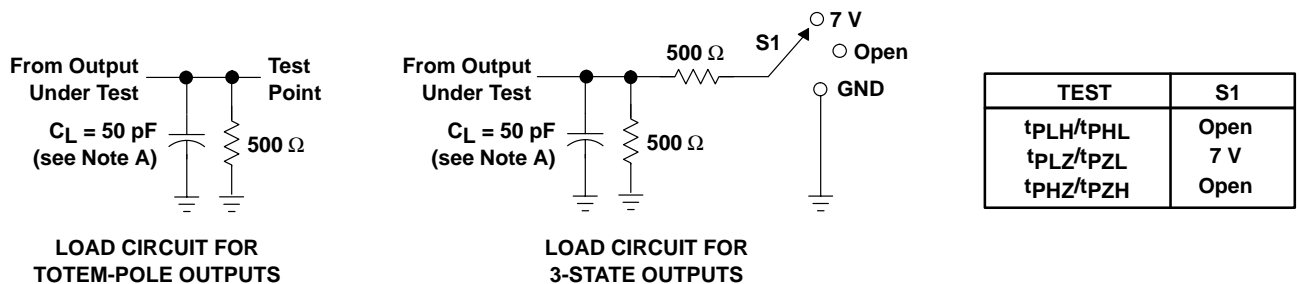 From Output
Under Test
Test
Point
CL = 50 pF
(see Note A)
500 Ω
LOAD CIRCUIT FOR
TOTEM-POLE OUTPUTS
From Output
Under Test
CL = 50 pF
(see Note A)
500 Ω
500 Ω
S1
7 V
Open
GND
LOAD CIRCUIT FOR
3-STATE OUTPUTS
TEST S1
tPLH/tPHL Open
tPLZ/tPZL 7 V
tPHZ/tPZH Open